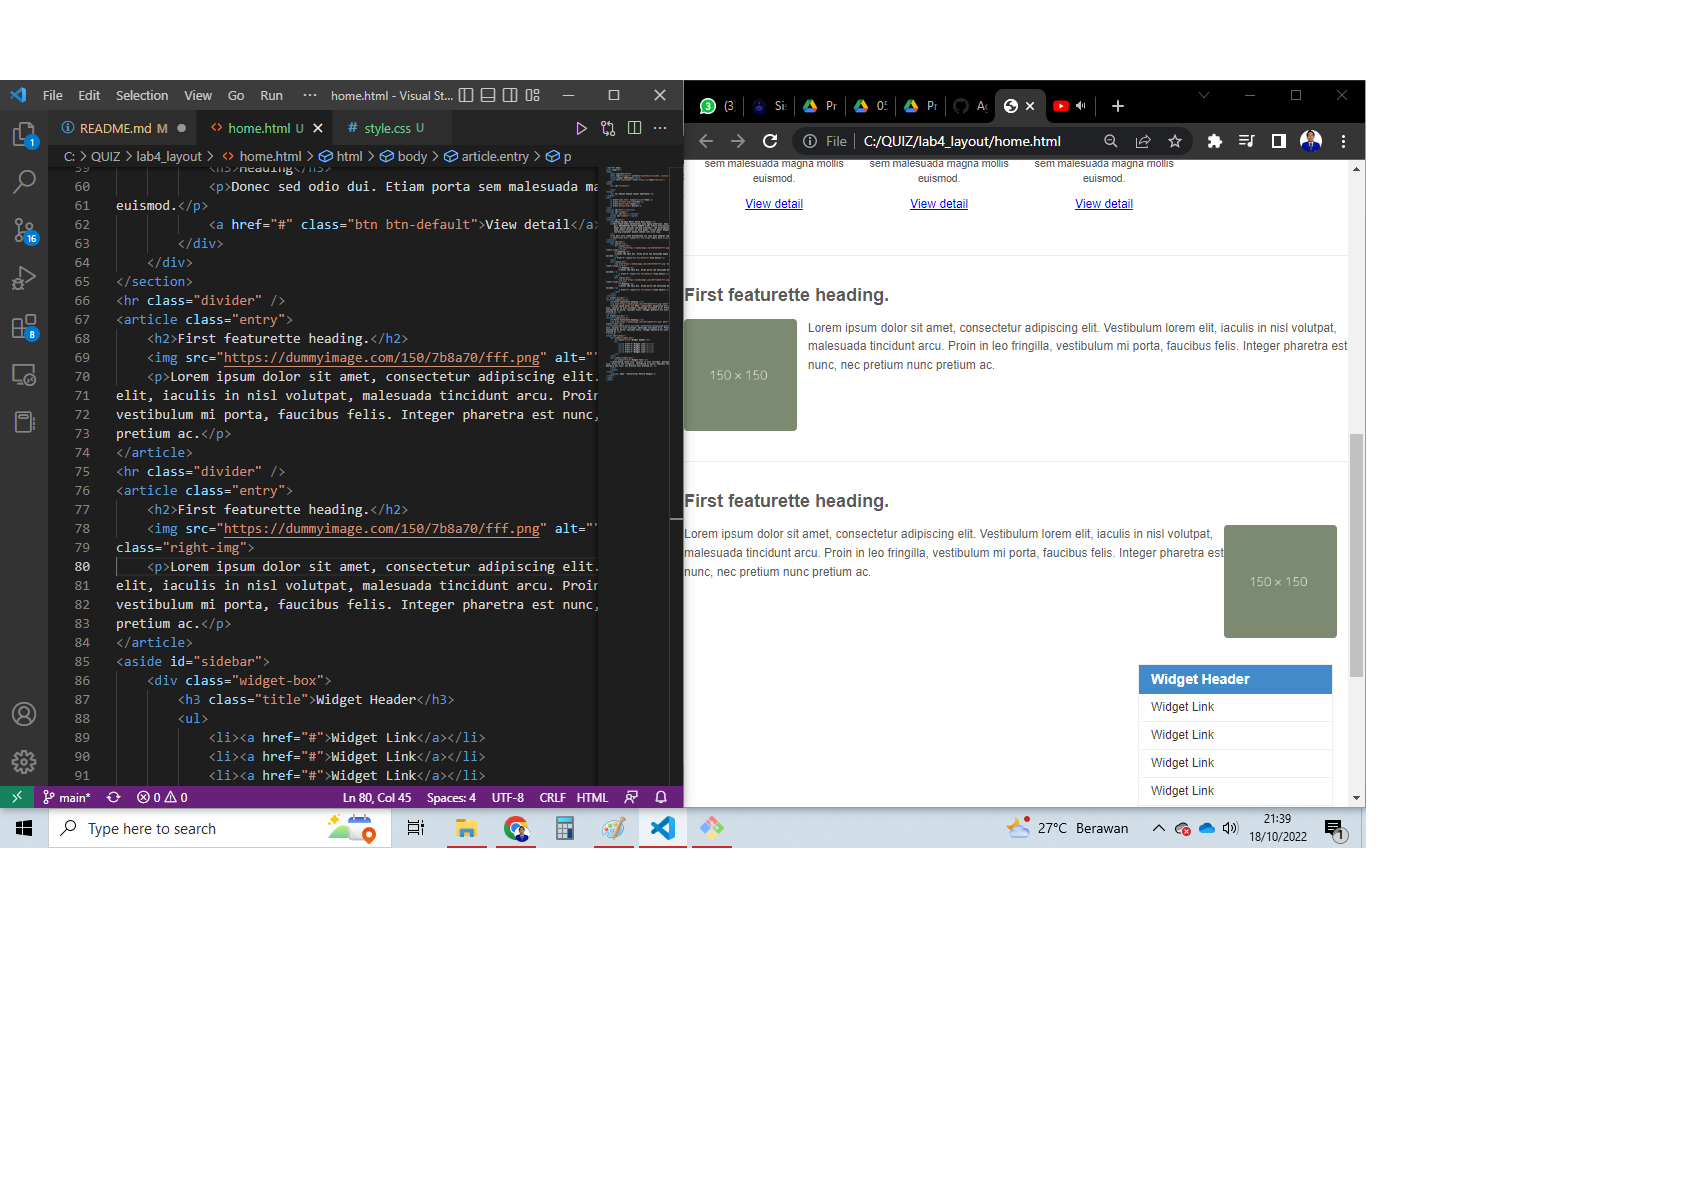 File Edit Selection View Go Run ··· home.html - Visual St...
README.md M ● home.html U style.css U
C: > QUIZ > lab4_layout > home.html > html > body > article.entry > p
59 <h3>Heading</h3>
60 <p>Donec sed odio dui. Etiam porta sem malesuada ma
61 euismod.</p>
62 <a href="#" class="btn btn-default">View detail</a>
63 </div>
64 </div>
65 </section>
66 <hr class="divider" />
67 <article class="entry">
68 <h2>First featurette heading.</h2>
69 <img src="https://dummyimage.com/150/7b8a70/fff.png" alt=""
70 <p>Lorem ipsum dolor sit amet, consectetur adipiscing elit.
71 elit, iaculis in nisl volutpat, malesuada tincidunt arcu. Proin
72 vestibulum mi porta, faucibus felis. Integer pharetra est nunc,
73 pretium ac.</p>
74 </article>
75 <hr class="divider" />
76 <article class="entry">
77 <h2>First featurette heading.</h2>
78 <img src="https://dummyimage.com/150/7b8a70/fff.png" alt=""
79 class="right-img">
80 <p>Lorem ipsum dolor sit amet, consectetur adipiscing elit.
81 elit, iaculis in nisl volutpat, malesuada tincidunt arcu. Proin
82 vestibulum mi porta, faucibus felis. Integer pharetra est nunc,
83 pretium ac.</p>
84 </article>
85 <aside id="sidebar">
86 <div class="widget-box">
87 <h3 class="title">Widget Header</h3>
88 <ul>
89 <li><a href="#">Widget Link</a></li>
90 <li><a href="#">Widget Link</a></li>
91 <li><a href="#">Widget Link</a></li>
1
16
8
main* 0 0 Ln 80, Col 45 Spaces: 4 UTF-8 CRLF HTML
3 (3) Si Pr 05 Pr Ag
File C:/QUIZ/lab4_layout/home.html
sem malesuada magna mollis sem malesuada magna mollis sem malesuada magna mollis
euismod. euismod. euismod.
View detail View detail View detail
First featurette heading.
150 × 150
Lorem ipsum dolor sit amet, consectetur adipiscing elit. Vestibulum lorem elit, iaculis in nisl volutpat,
malesuada tincidunt arcu. Proin in leo fringilla, vestibulum mi porta, faucibus felis. Integer pharetra est
nunc, nec pretium nunc pretium ac.
First featurette heading.
Lorem ipsum dolor sit amet, consectetur adipiscing elit. Vestibulum lorem elit, iaculis in nisl volutpat,
malesuada tincidunt arcu. Proin in leo fringilla, vestibulum mi porta, faucibus felis. Integer pharetra est
nunc, nec pretium nunc pretium ac.
150 × 150
Widget Header
Widget Link
Widget Link
Widget Link
Widget Link
Type here to search
27°C Berawan
21:39
18/10/2022
1